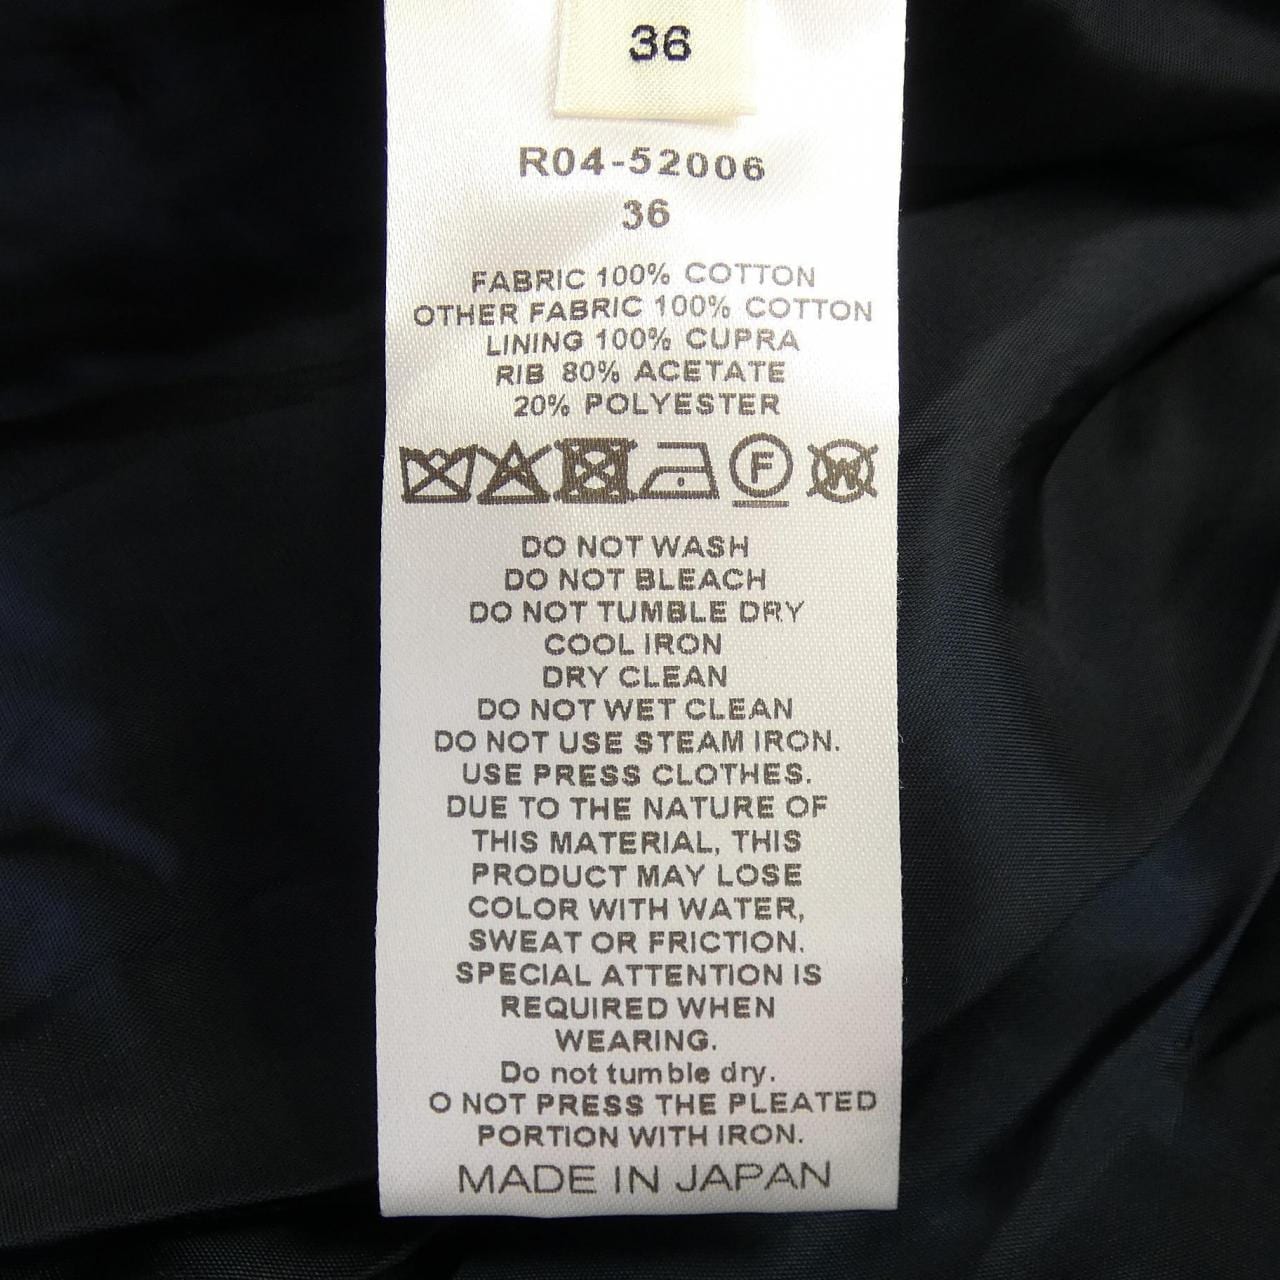 36
R04-52006
36
FABRIC 100% COTTON
OTHER FABRIC 100% COTTON
LINING 100% CUPRA
RIB 80% ACETATE
20% POLYESTER
F W
DO NOT WASH
DO NOT BLEACH
DO NOT TUMBLE DRY
COOL IRON
DRY CLEAN
DO NOT WET CLEAN
DO NOT USE STEAM IRON.
USE PRESS CLOTHES.
DUE TO THE NATURE OF
THIS MATERIAL, THIS
PRODUCT MAY LOSE
COLOR WITH WATER,
SWEAT OR FRICTION.
SPECIAL ATTENTION IS
REQUIRED WHEN
WEARING.
Do not tumble dry.
O NOT PRESS THE PLEATED
PORTION WITH IRON.
MADE IN JAPAN